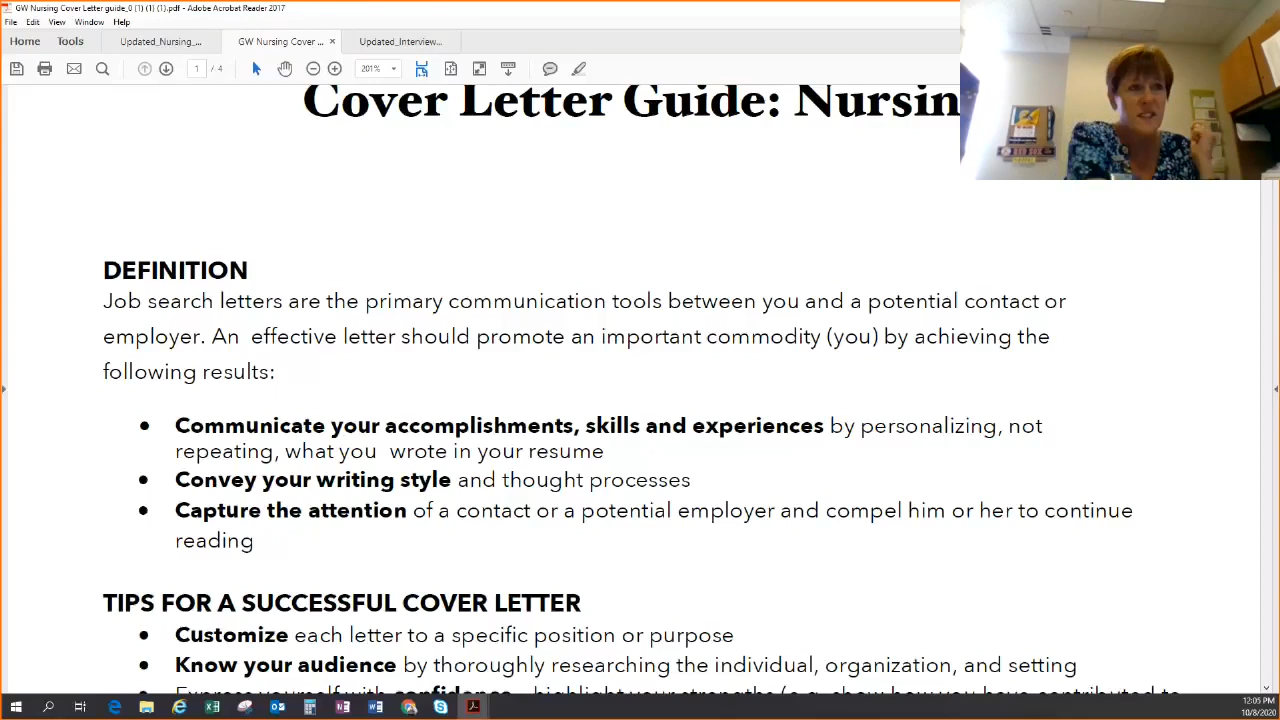 GW Nursing Cover Letter guide_0 (1) (1) (1).pdf - Adobe Acrobat Reader 2017
File Edit View Window Help
Home Tools Updated_Nursing_... GW Nursing Cover ... × Updated_Interview...
1 / 4 201%
Cover Letter Guide: Nursin
DEFINITION
Job search letters are the primary communication tools between you and a potential contact or
employer. An effective letter should promote an important commodity (you) by achieving the
following results:
• Communicate your accomplishments, skills and experiences by personalizing, not
repeating, what you wrote in your resume
• Convey your writing style and thought processes
• Capture the attention of a contact or a potential employer and compel him or her to continue
reading
TIPS FOR A SUCCESSFUL COVER LETTER
• Customize each letter to a specific position or purpose
• Know your audience by thoroughly researching the individual, organization, and setting
RED SOX
12:05 PM
10/8/2020